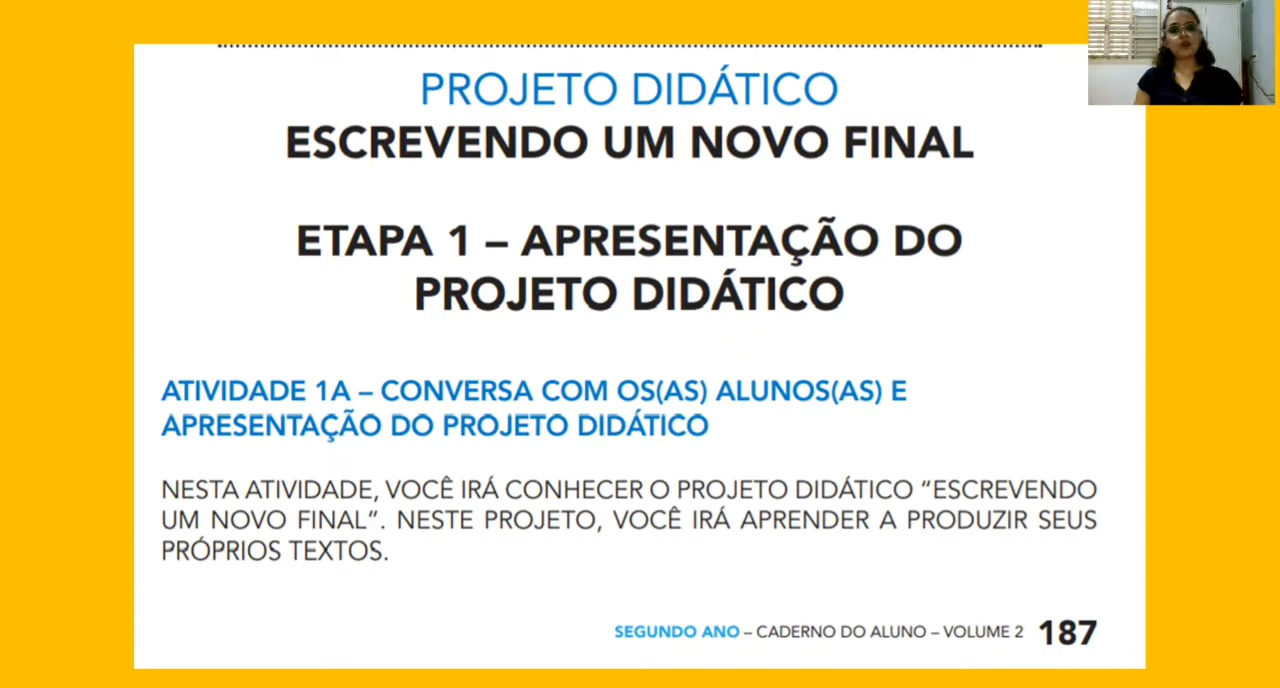 PROJETO DIDÁTICO
ESCREVENDO UM NOVO FINAL
ETAPA 1 – APRESENTAÇÃO DO
PROJETO DIDÁTICO
ATIVIDADE 1A – CONVERSA COM OS(AS) ALUNOS(AS) E
APRESENTAÇÃO DO PROJETO DIDÁTICO
NESTA ATIVIDADE, VOCÊ IRÁ CONHECER O PROJETO DIDÁTICO “ESCREVENDO
UM NOVO FINAL”. NESTE PROJETO, VOCÊ IRÁ APRENDER A PRODUZIR SEUS
PRÓPRIOS TEXTOS.
SEGUNDO ANO – CADERNO DO ALUNO – VOLUME 2 187